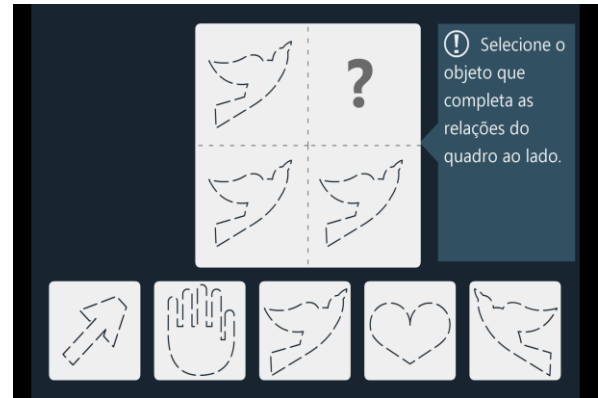 ?
! Selecione o
objeto que
completa as
relações do
quadro ao lado.